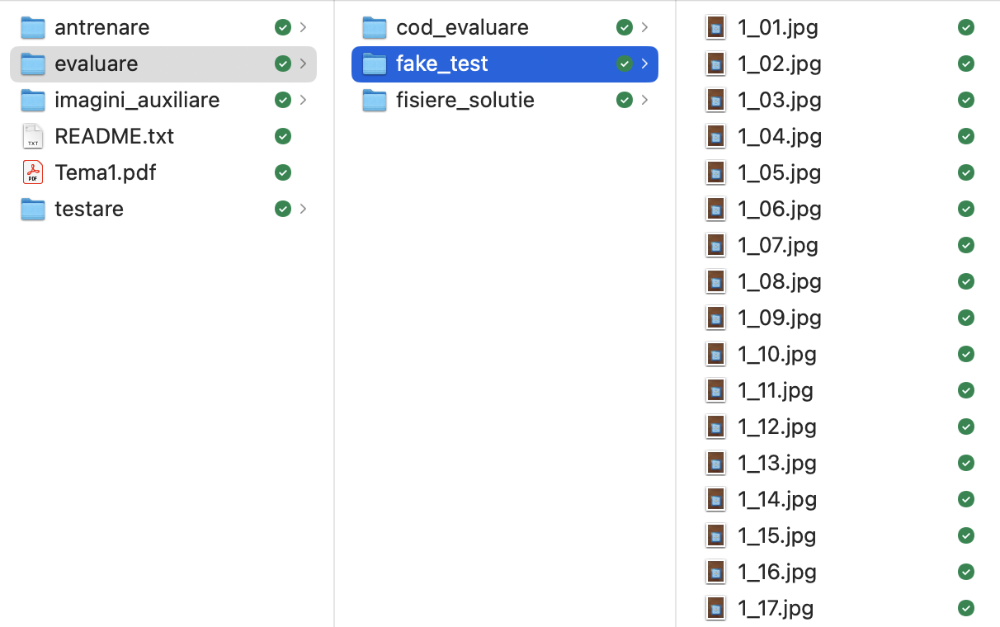 antrenare
evaluare
imagini_auxiliare
README.txt
Tema1.pdf
testare
cod_evaluare
fake_test
fisiere_solutie
1_01.jpg
1_02.jpg
1_03.jpg
1_04.jpg
1_05.jpg
1_06.jpg
1_07.jpg
1_08.jpg
1_09.jpg
1_10.jpg
1_11.jpg
1_12.jpg
1_13.jpg
1_14.jpg
1_15.jpg
1_16.jpg
1_17.jpg
TXT
PDF